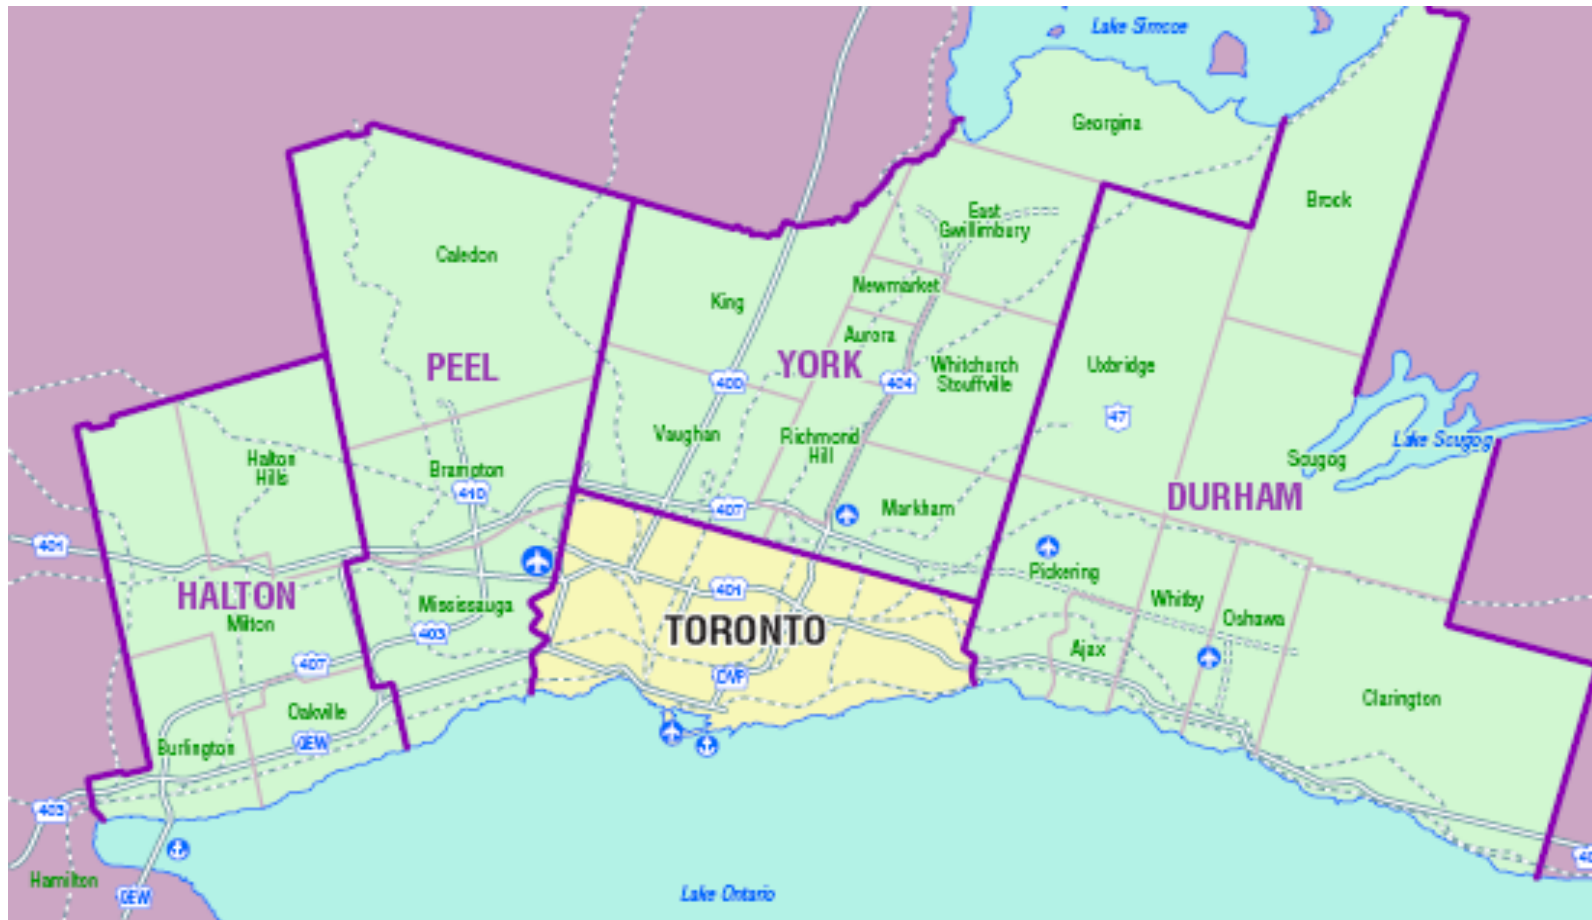 Lake Simcoe
Georgina
Brock
East
Gwillimbury
Caledon
Newmarket
King
Aurora
PEEL
YORK
Whitchurch
Stouffville
Uxbridge
400
404
47
Vaughan
Richmond
Hill
Lake Scugog
Scugog
Halton
Hills
Brampton
410
DURHAM
407
Markham
401
Pickering
HALTON
Milton
Mississauga
401
Whitby
Oshawa
403
TORONTO
Ajax
407
DVP
Clarington
Oakville
QEW
Burlington
403
40
Hamilton
QEW
Lake Ontario